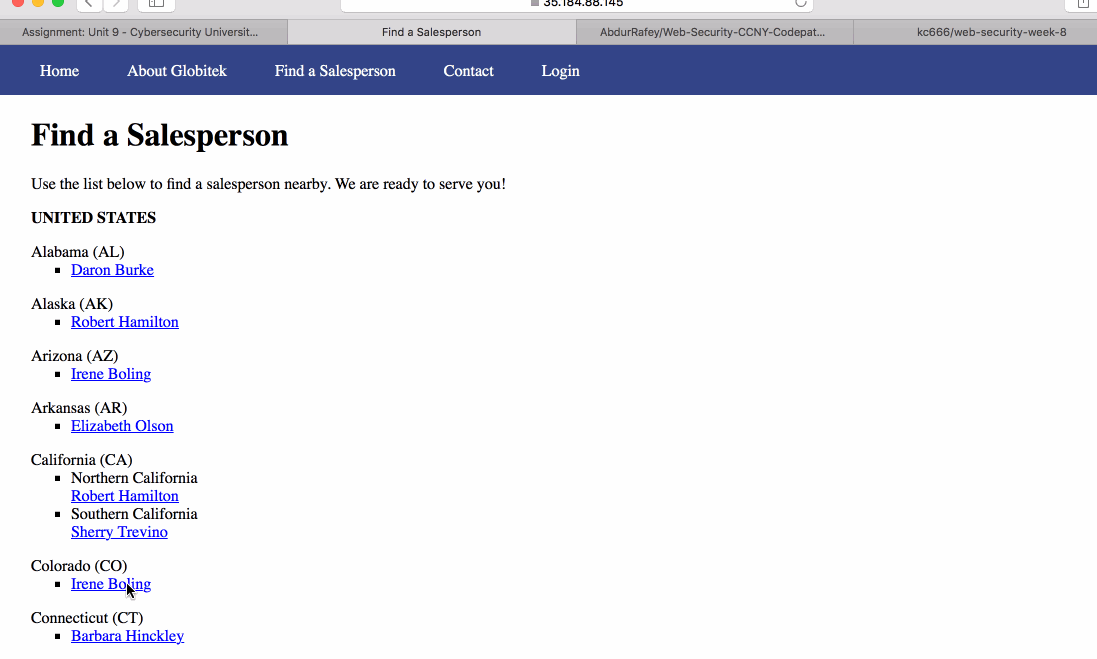 35.184.88.145
Assignment: Unit 9 - Cybersecurity Universit...
Find a Salesperson
AbdurRafey/Web-Security-CCNY-Codepat...
kc666/web-security-week-8
Home
About Globitek
Find a Salesperson
Contact
Login
Find a Salesperson
Use the list below to find a salesperson nearby. We are ready to serve you!
UNITED STATES
Alabama (AL)
Daron Burke
Alaska (AK)
Robert Hamilton
Arizona (AZ)
Irene Boling
Arkansas (AR)
Elizabeth Olson
California (CA)
Northern California
Robert Hamilton
Southern California
Sherry Trevino
Colorado (CO)
Irene Boling
Connecticut (CT)
Barbara Hinckley